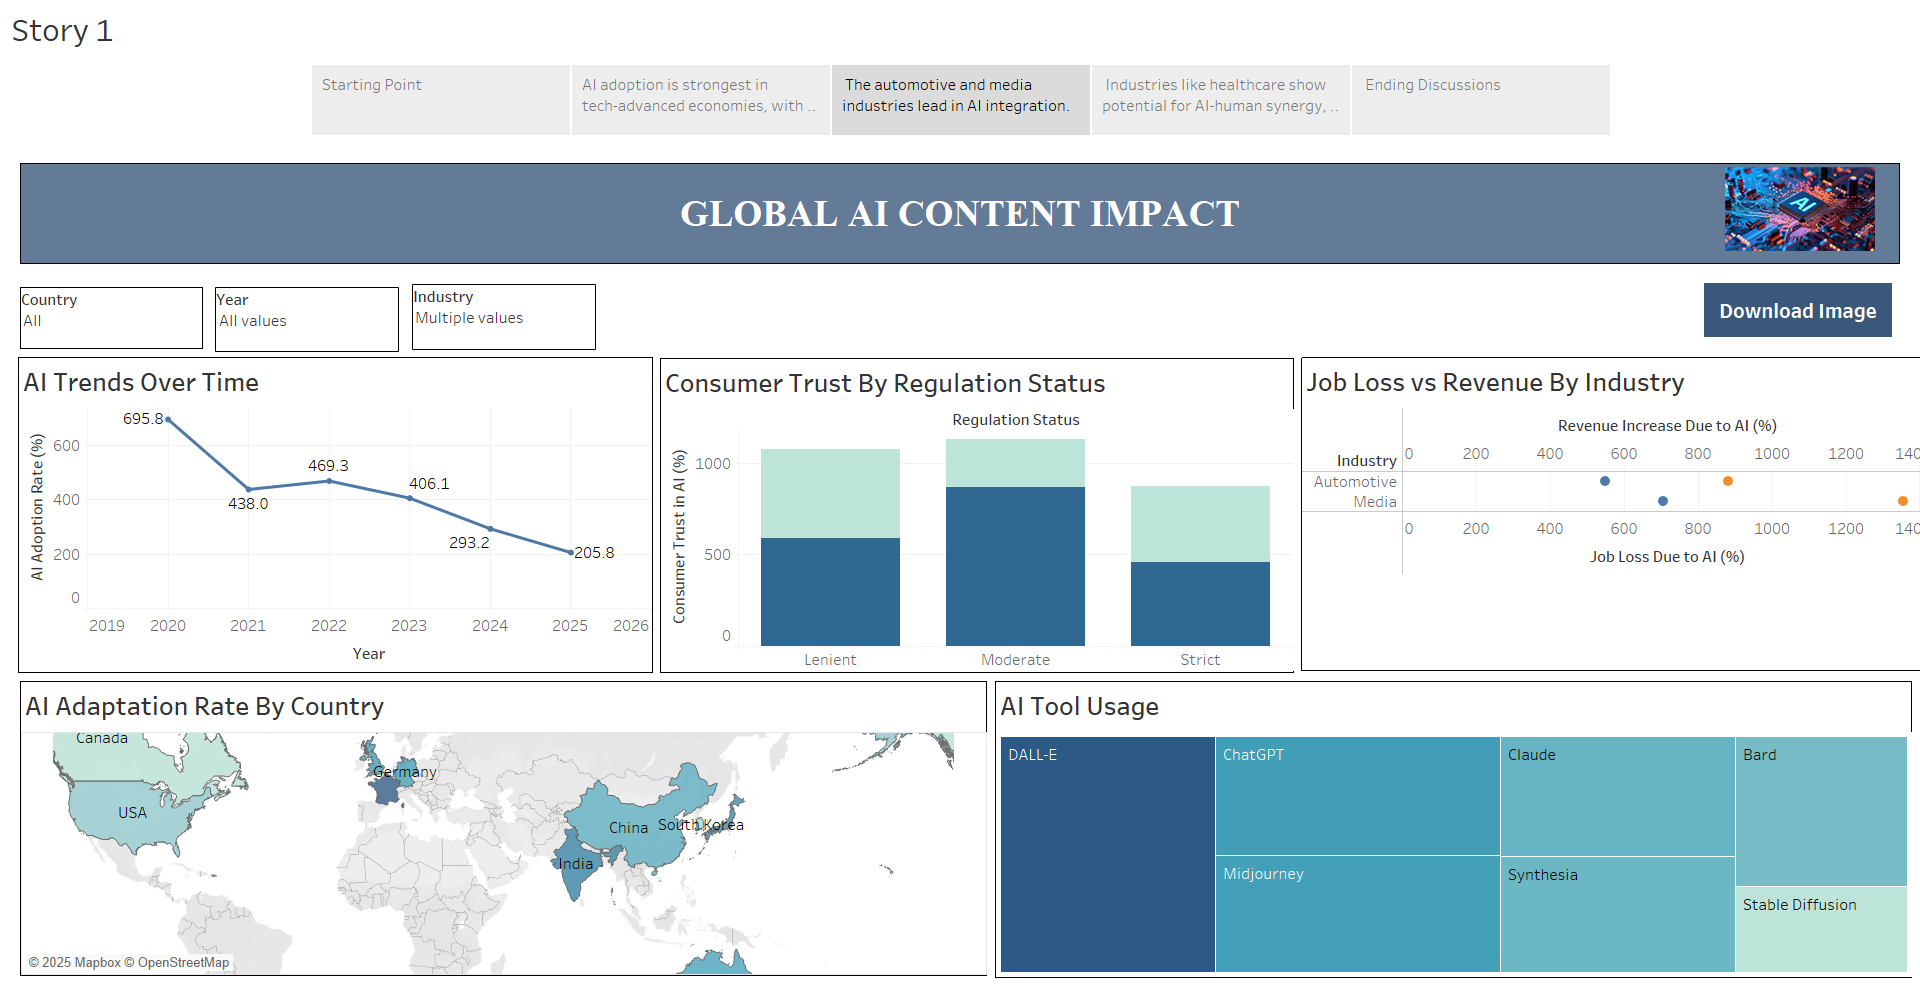 Story 1
Starting Point
AI adoption is strongest in
tech-advanced economies, with ..
The automotive and media
industries lead in AI integration.
Industries like healthcare show
potential for AI-human synergy, ..
Ending Discussions
GLOBAL AI CONTENT IMPACT
AI
Country
All
Year
All values
Industry
Multiple values
Download Image
AI Trends Over Time
AI Adoption Rate (%)
600
400
200
0
695.8
438.0
469.3
406.1
293.2
205.8
2019 2020 2021 2022 2023 2024 2025 2026
Year
Consumer Trust By Regulation Status
Regulation Status
Consumer Trust in AI (%)
1000
500
0
Lenient Moderate Strict
Job Loss vs Revenue By Industry
Revenue Increase Due to AI (%)
0 200 400 600 800 1000 1200 140
Industry
Automotive
Media
0 200 400 600 800 1000 1200 140
Job Loss Due to AI (%)
AI Adaptation Rate By Country
Canada
USA
Germany
China
South Korea
India
© 2025 Mapbox © OpenStreetMap
AI Tool Usage
DALL-E
ChatGPT
Claude
Bard
Midjourney
Synthesia
Stable Diffusion